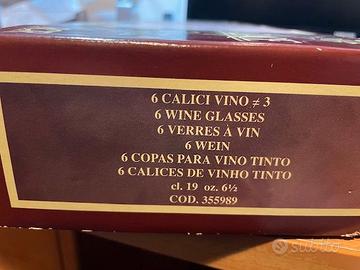 6 CALICI VINO ≠ 3
6 WINE GLASSES
6 VERRES À VIN
6 WEIN
6 COPAS PARA VINO TINTO
6 CALICES DE VINHO TINTO
cl. 19 oz. 6½
COD. 355989
subito